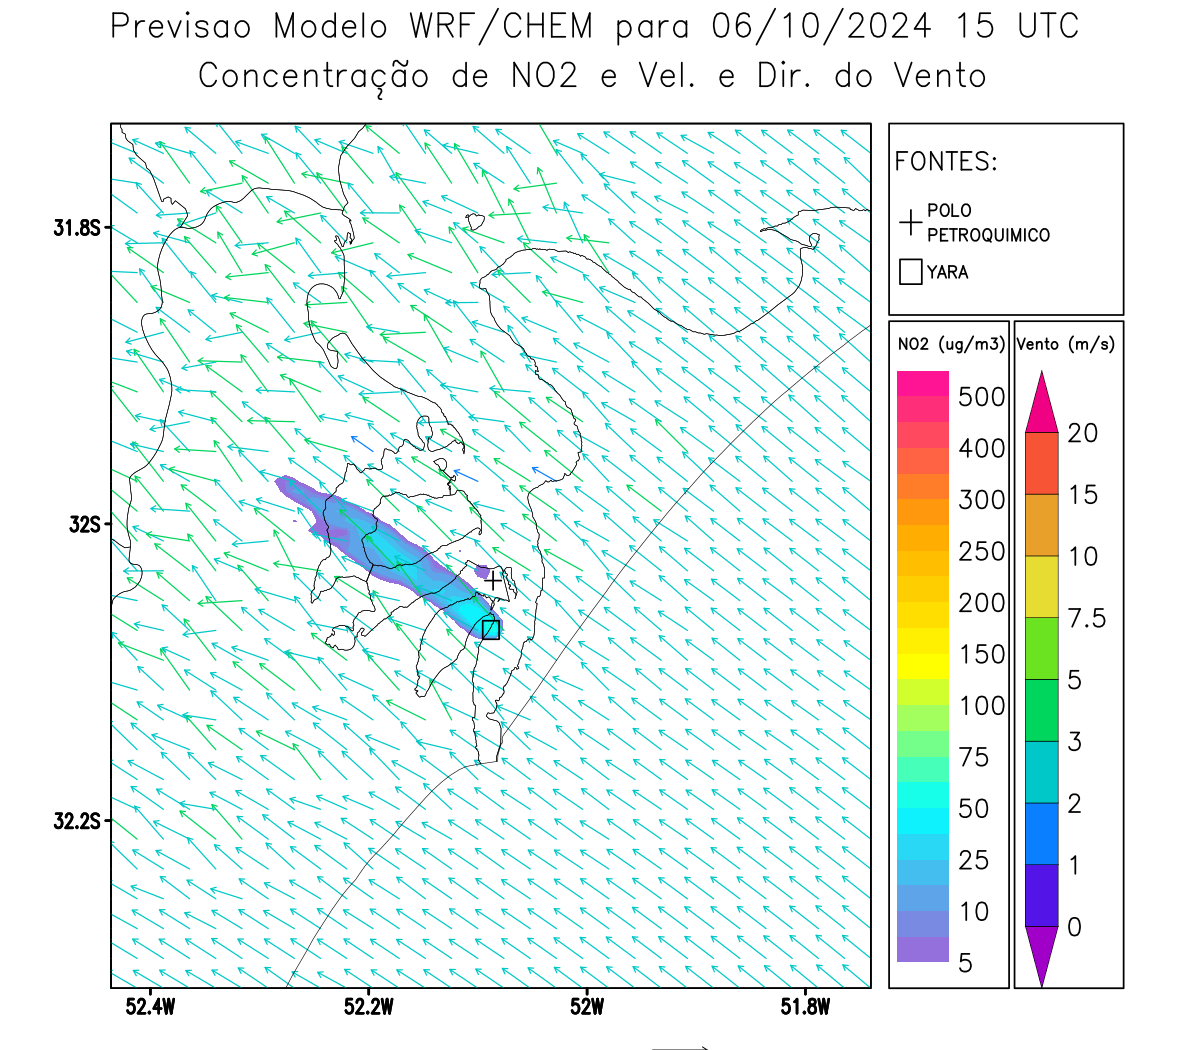 Previsao Modelo WRF/CHEM para 06/10/2024 15 UTC
Concentração de NO2 e Vel. e Dir. do Vento
FONTES:
POLO
PETROQUIMICO
YARA
NO2 (ug/m3)
500
400
300
250
200
150
100
75
50
25
10
5
Vento (m/s)
20
15
10
7.5
5
3
2
1
0
31.8S
32S
32.2S
52.4W
52.2W
52W
51.8W